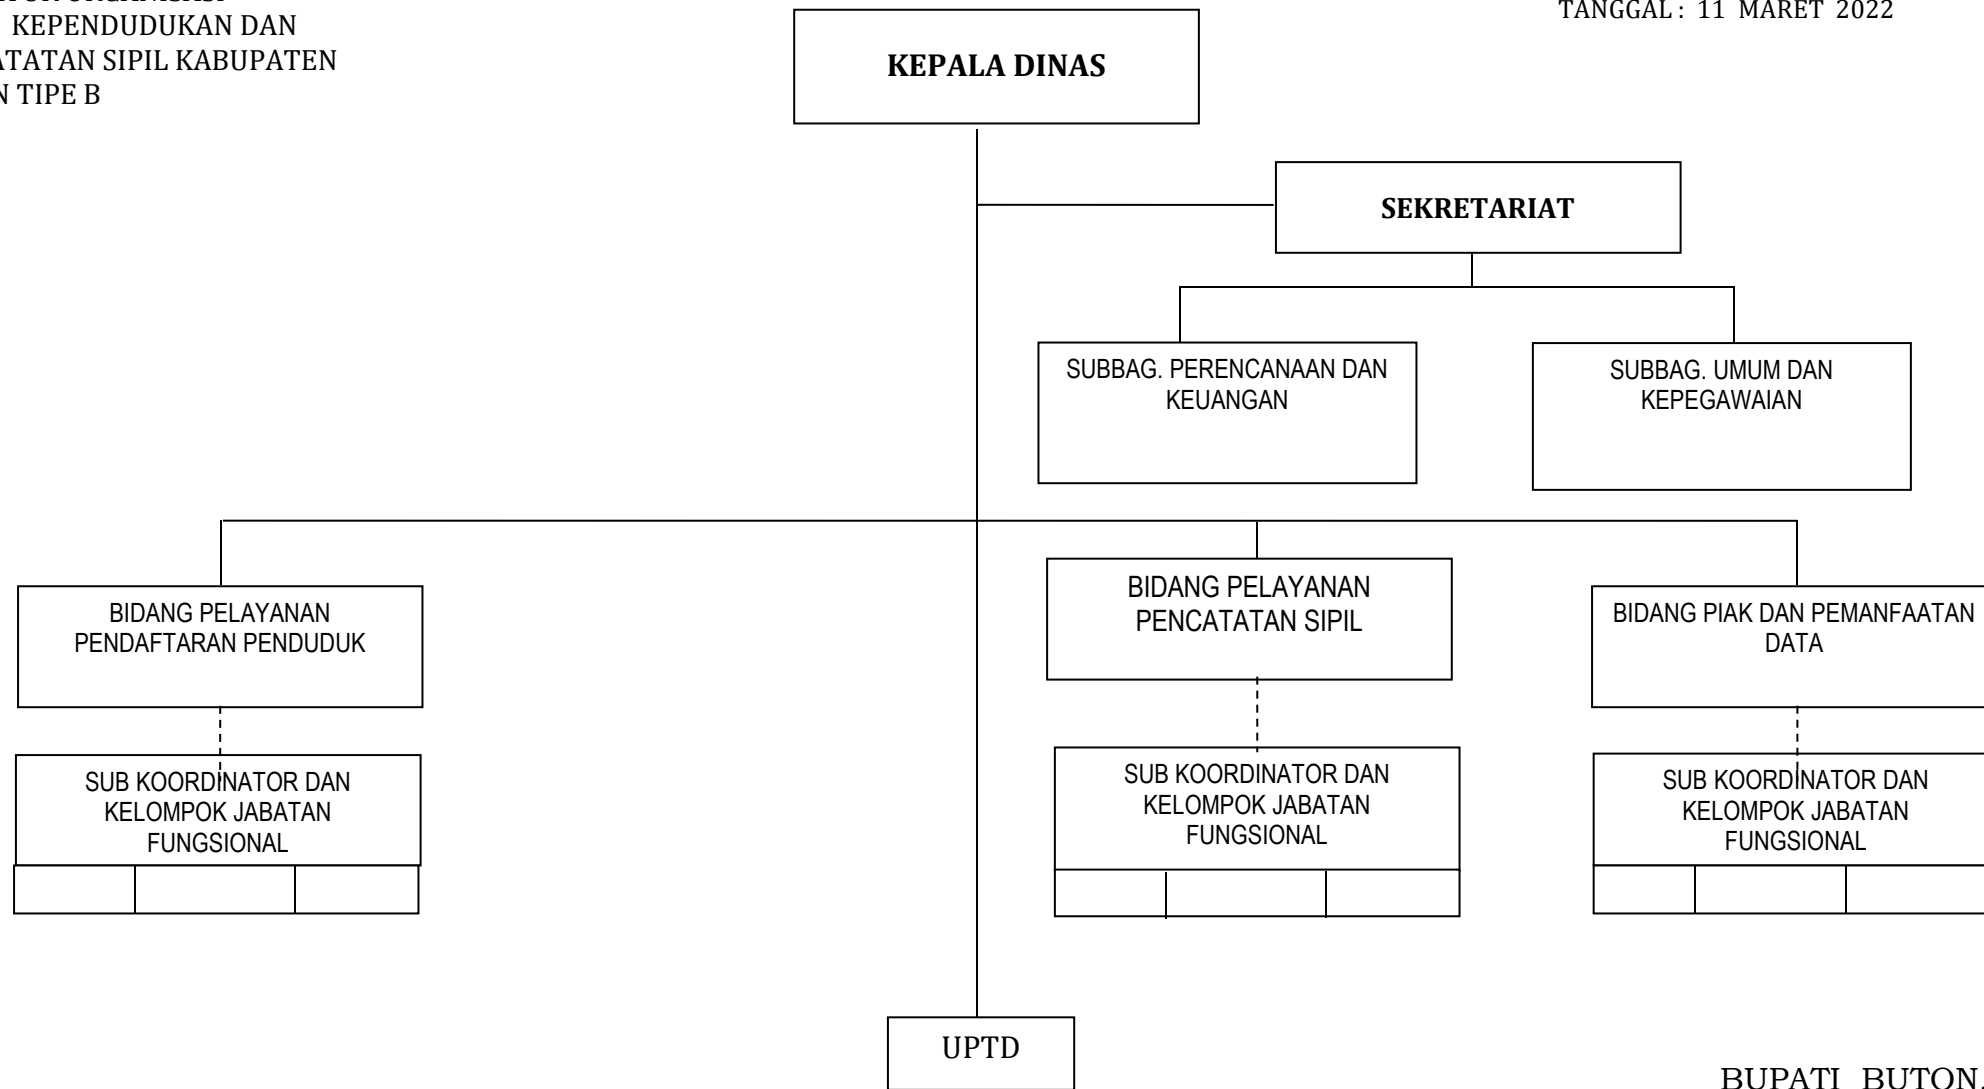 KEPENDUDUKAN DAN
SIPIL KABUPATEN
TIPE B
TANGGAL : 11 MARET 2022
KEPALA DINAS
SEKRETARIAT
SUBBAG. PERENCANAAN DAN
KEUANGAN
SUBBAG. UMUM DAN
KEPEGAWAIAN
BIDANG PELAYANAN
PENDAFTARAN PENDUDUK
BIDANG PELAYANAN
PENCATATAN SIPIL
BIDANG PIAK DAN PEMANFAATAN
DATA
SUB KOORDINATOR DAN
KELOMPOK JABATAN
FUNGSIONAL
SUB KOORDINATOR DAN
KELOMPOK JABATAN
FUNGSIONAL
SUB KOORDINATOR DAN
KELOMPOK JABATAN
FUNGSIONAL
UPTD
BUPATI BUTON,